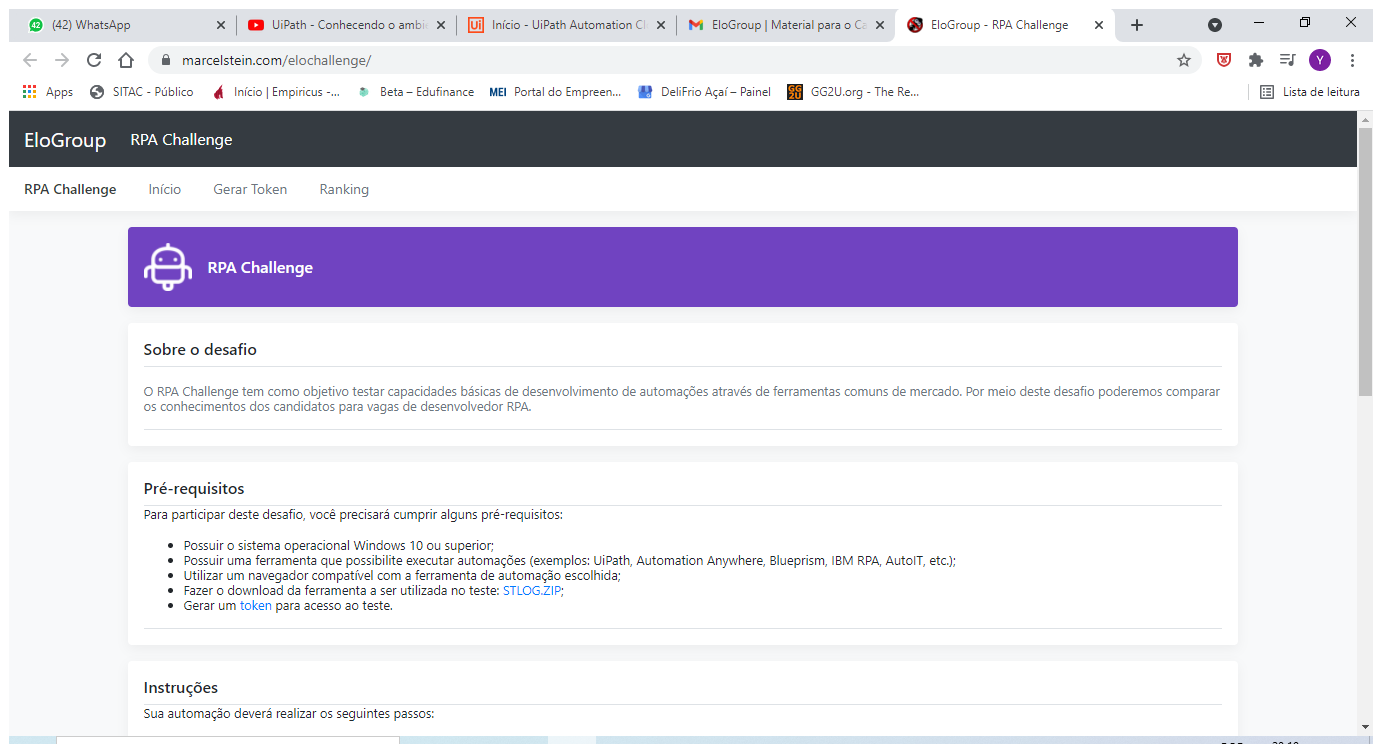 42 (42) WhatsApp
UiPath - Conhecendo o ambi
Ui Início - UiPath Automation Cl
EloGroup | Material para o Ca
EloGroup - RPA Challenge
marcelstein.com/elochallenge/
Y
Apps
SITAC - Público
Início | Empiricus -...
Beta – Edufinance
MEI Portal do Empreen...
DeliFrio Açaí – Painel
GG2U GG2U.org - The Re...
Lista de leitura
EloGroup RPA Challenge
RPA Challenge Início Gerar Token Ranking
RPA Challenge
Sobre o desafio
O RPA Challenge tem como objetivo testar capacidades básicas de desenvolvimento de automações através de ferramentas comuns de mercado. Por meio deste desafio poderemos comparar
os conhecimentos dos candidatos para vagas de desenvolvedor RPA.
Pré-requisitos
Para participar deste desafio, você precisará cumprir alguns pré-requisitos:
• Possuir o sistema operacional Windows 10 ou superior;
• Possuir uma ferramenta que possibilite executar automações (exemplos: UiPath, Automation Anywhere, Blueprism, IBM RPA, AutoIT, etc.);
• Utilizar um navegador compatível com a ferramenta de automação escolhida;
• Fazer o download da ferramenta a ser utilizada no teste: STLOG.ZIP;
• Gerar um token para acesso ao teste.
Instruções
Sua automação deverá realizar os seguintes passos: